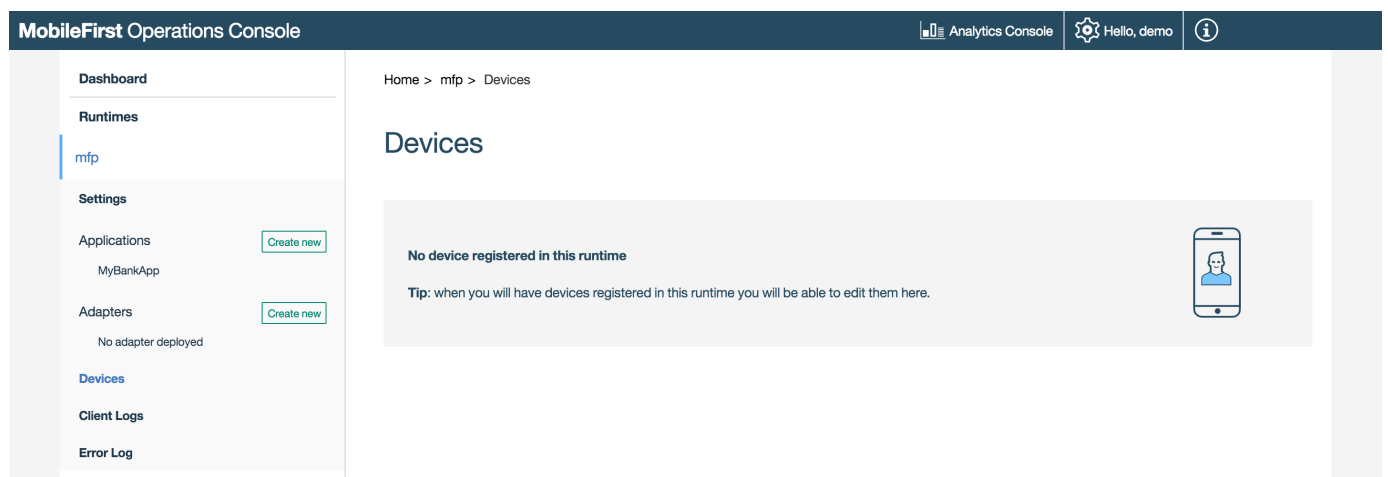 MobileFirst Operations Console
Analytics Console
Hello, demo
Dashboard
Runtimes
mfp
Settings
Applications
Create new
MyBankApp
Adapters
Create new
No adapter deployed
Devices
Client Logs
Error Log
Home > mfp > Devices
Devices
No device registered in this runtime
Tip: when you will have devices registered in this runtime you will be able to edit them here.